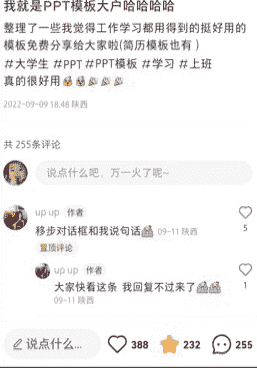 我就是PPT模板大户哈哈哈哈
整理了一些我觉得工作学习都用得到的挺好用的
模板免费分享给大家啦(简历模板也有 )
#大学生 #PPT #PPT模板 #学习 #上班
真的很好用
2022-09-09 18:48 陕西
共 255条评论
说点什么吧，万一火了呢~
up up 作者
移步对话框和我说句话 09-11 陕西
5
置顶评论
up up 作者
大家快看这条 我回复不过来了
1
09-11 陕西
说点什么... 388 232 255